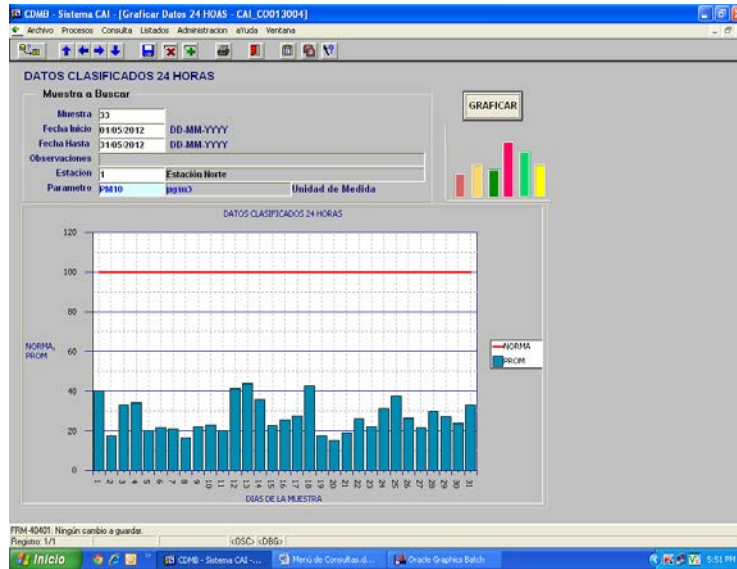 CDMB - Sistema CAI - [Graficar Datos 24 HOAS - CAI_CO013004]
Archivo Procesos Consulta Listados Administracion aYuda Ventana
DATOS CLASIFICADOS 24 HORAS
Muestra a Buscar
Muestra 33
Fecha Inicio 01/05/2012 DD-MM-YYYY
Fecha Hasta 31/05/2012 DD-MM-YYYY
Observaciones
Estacion 1 Estación Norte
Parametro PM10 µgm3 Unidad de Medida
GRAFICAR
DATOS CLASIFICADOS 24 HORAS
120
100
80
60
40
20
0
NORMA,
PROM
NORMA
PROM
1 2 3 4 5 6 7 8 9 10 11 12 13 14 15 16 17 18 19 20 21 22 23 24 25 26 27 28 29 30 31
DIAS DE LA MUESTRA
FRM-40401: Ningún cambio a guardar.
Registro: 1/1 <OSC> <DBG>
Inicio CDMB - Sistema CAI -... Menú de Consultas.d... Oracle Graphics Batch 5:51 PM